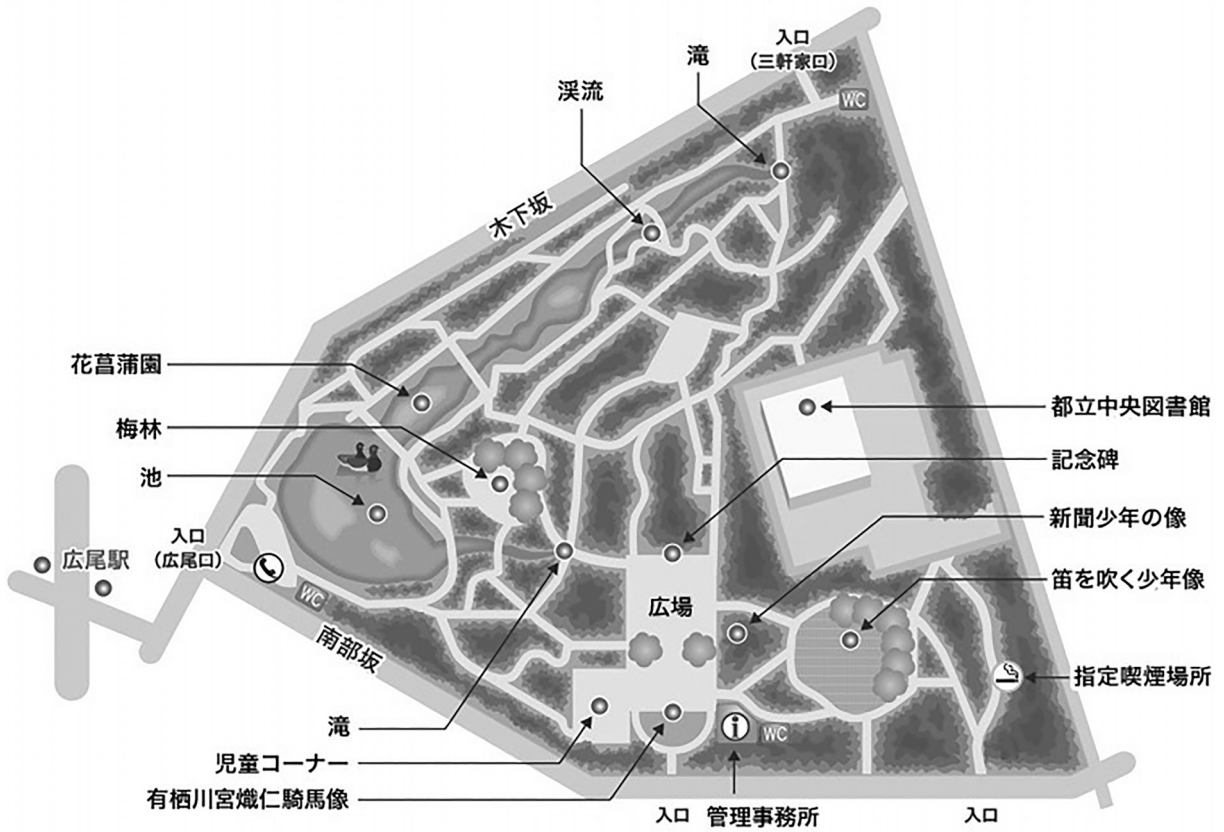 入口
(三軒家口)
滝
WC
渓流
木下坂
花菖蒲園
梅林
池
都立中央図書館
記念碑
新聞少年の像
笛を吹く少年像
指定喫煙場所
入口
(広尾口)
広尾駅
WC
南部坂
広場
滝
児童コーナー
有栖川宮熾仁騎馬像
i
WC
入口
管理事務所
入口